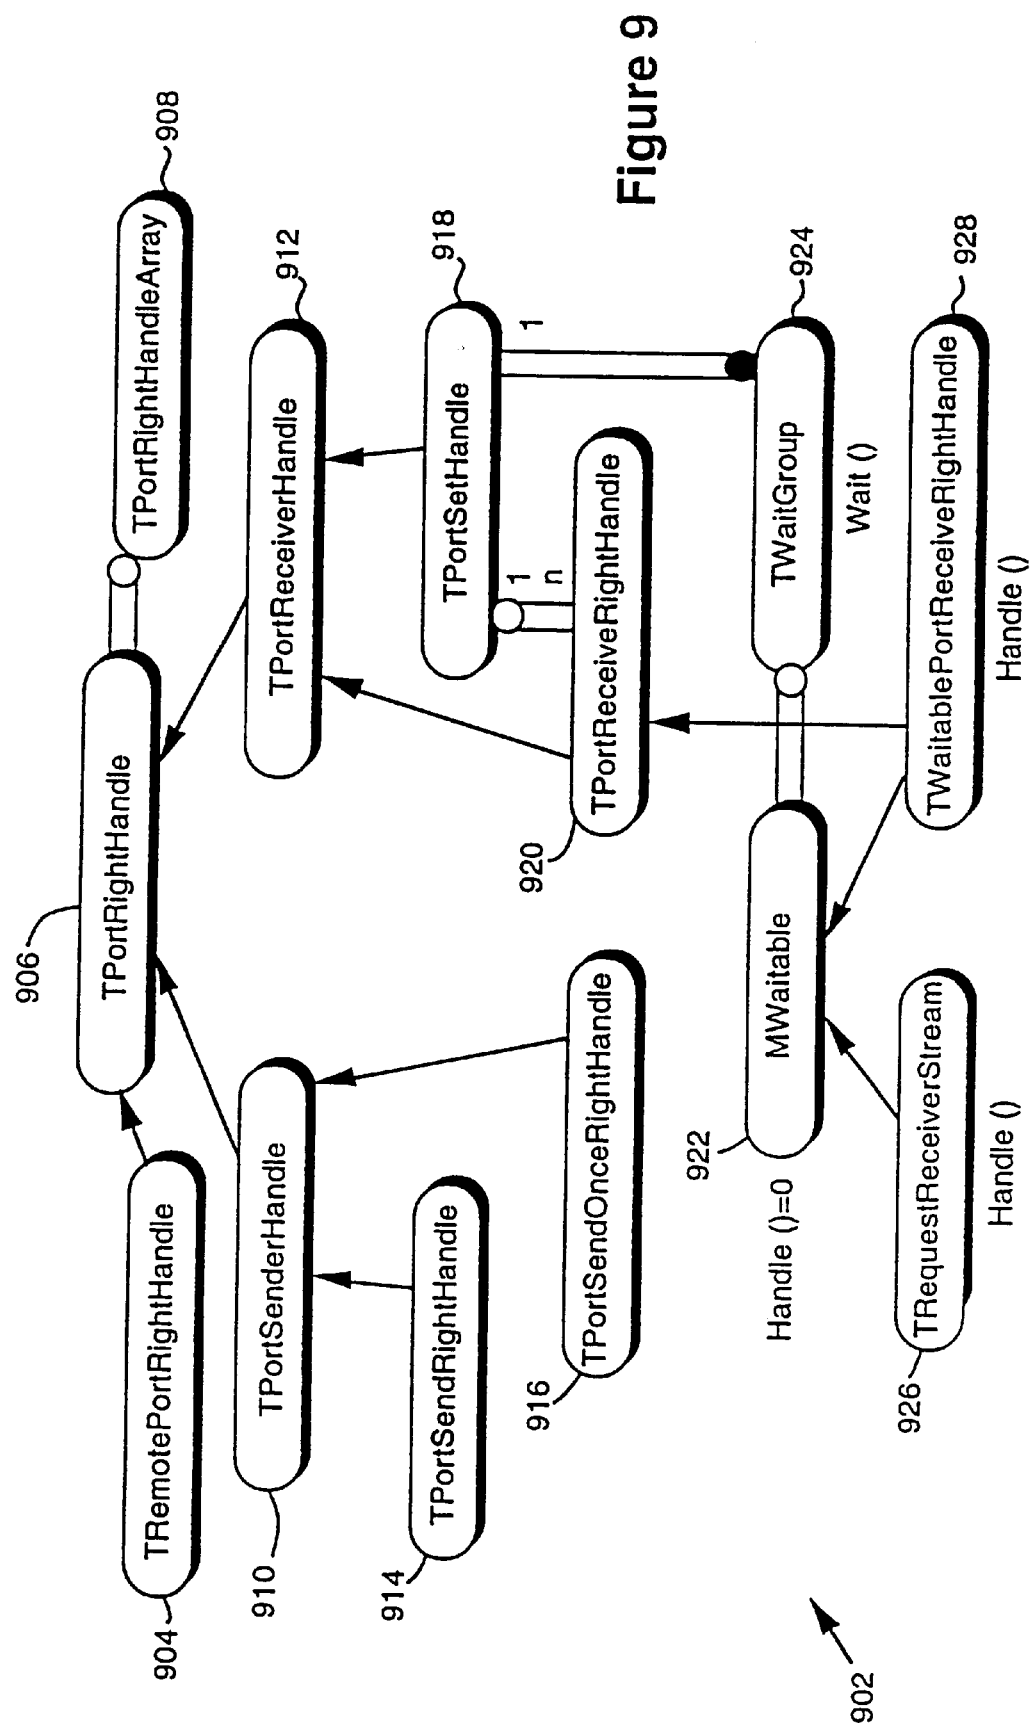 906
TPortRightHandle
908
TPortRightHandleArray
904
TRemotePortRightHandle
910
TPortSenderHandle
912
TPortReceiverHandle
914
TPortSendRightHandle
918
TPortSetHandle
1
n
1
916
TPortSendOnceRightHandle
920
TPortReceiveRightHandle
922
MWaitable
Handle ()=0
924
TWaitGroup
Wait ()
926
TRequestReceiverStream
Handle ()
928
TWaitablePortReceiveRightHandle
Handle ()
902
Figure 9